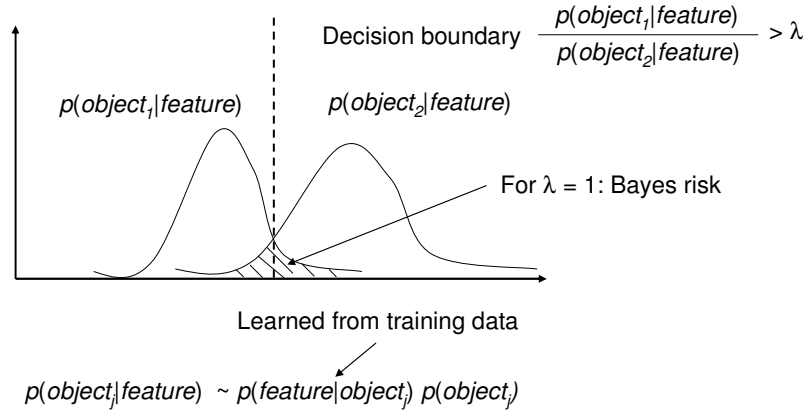 Decision boundary p(object₁|feature) / p(object₂|feature) > λ
p(object₁|feature)
p(object₂|feature)
For λ = 1: Bayes risk
Learned from training data
p(objectⱼ|feature) ~ p(feature|objectⱼ) p(objectⱼ)